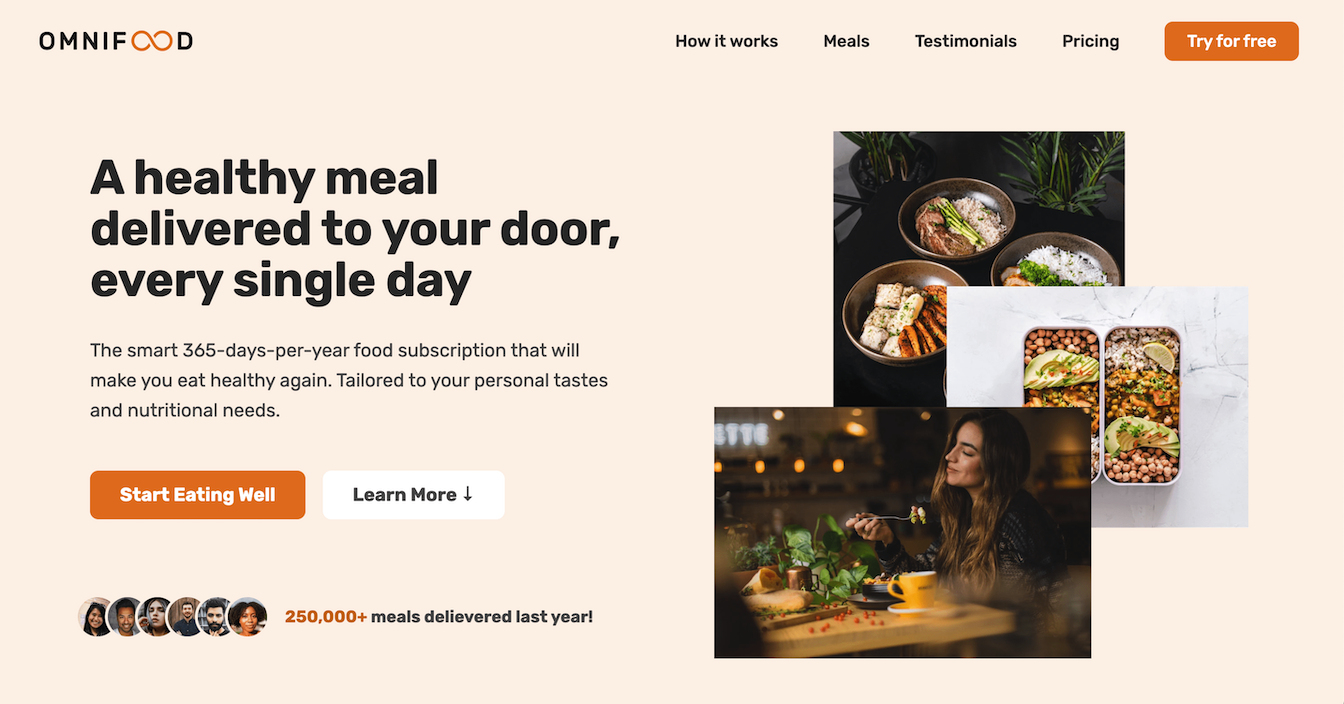 OMNIFOOD
How it works Meals Testimonials Pricing Try for free
A healthy meal
delivered to your door,
every single day
The smart 365-days-per-year food subscription that will
make you eat healthy again. Tailored to your personal tastes
and nutritional needs.
Start Eating Well Learn More ↓
250,000+ meals delievered last year!
ETTE